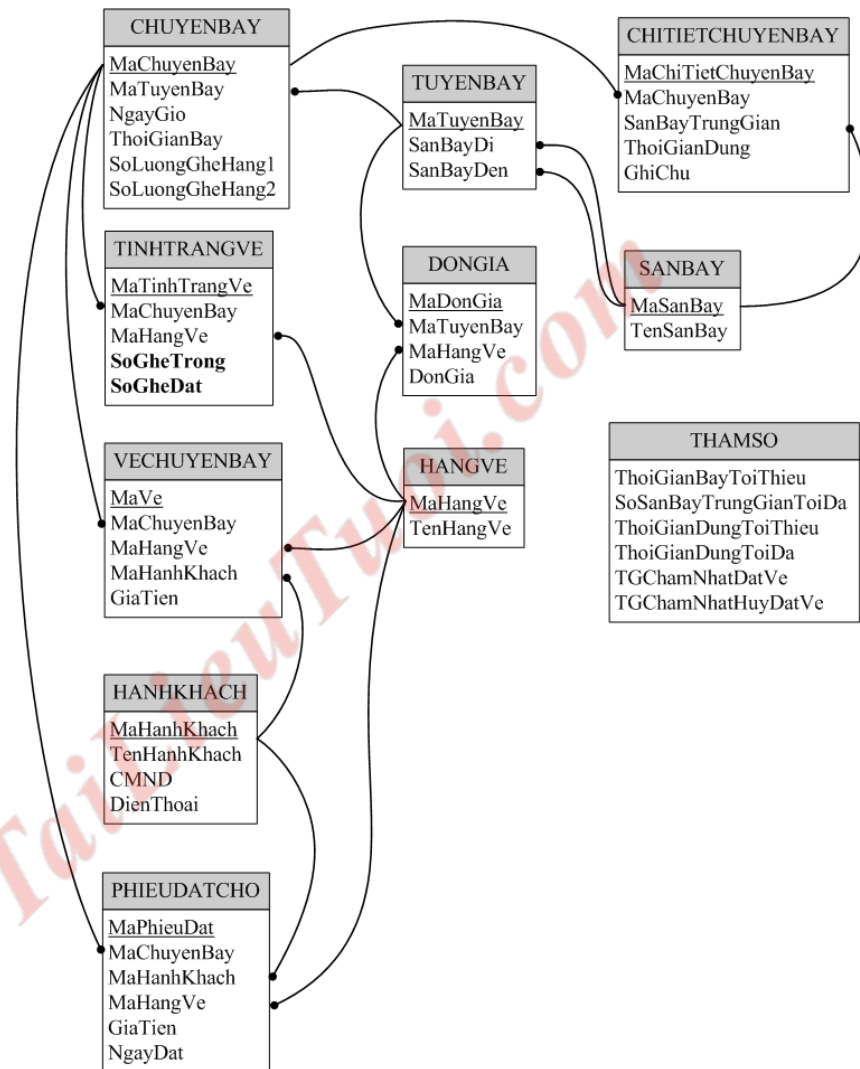 CHUYENBAY
MaChuyenBay
MaTuyenBay
NgayGio
ThoiGianBay
SoLuongGheHang1
SoLuongGheHang2
TUYENBAY
MaTuyenBay
SanBayDi
SanBayDen
CHITIETCHUYENBAY
MaChiTietChuyenBay
MaChuyenBay
SanBayTrungGian
ThoiGianDung
GhiChu
TINHTRANGVE
MaTinhTrangVe
MaChuyenBay
MaHangVe
SoGheTrong
SoGheDat
DONGIA
MaDonGia
MaTuyenBay
MaHangVe
DonGia
SANBAY
MaSanBay
TenSanBay
VECHUYENBAY
MaVe
MaChuyenBay
MaHangVe
MaHanhKhach
GiaTien
HANGVE
MaHangVe
TenHangVe
THAMSO
ThoiGianBayToiThieu
SoSanBayTrungGianToiDa
ThoiGianDungToiThieu
ThoiGianDungToiDa
TGChamNhatDatVe
TGChamNhatHuyDatVe
HANHKHACH
MaHanhKhach
TenHanhKhach
CMND
DienThoai
PHIEUDATCHO
MaPhieuDat
MaChuyenBay
MaHanhKhach
MaHangVe
GiaTien
NgayDat
TaiLieuTuoi.com